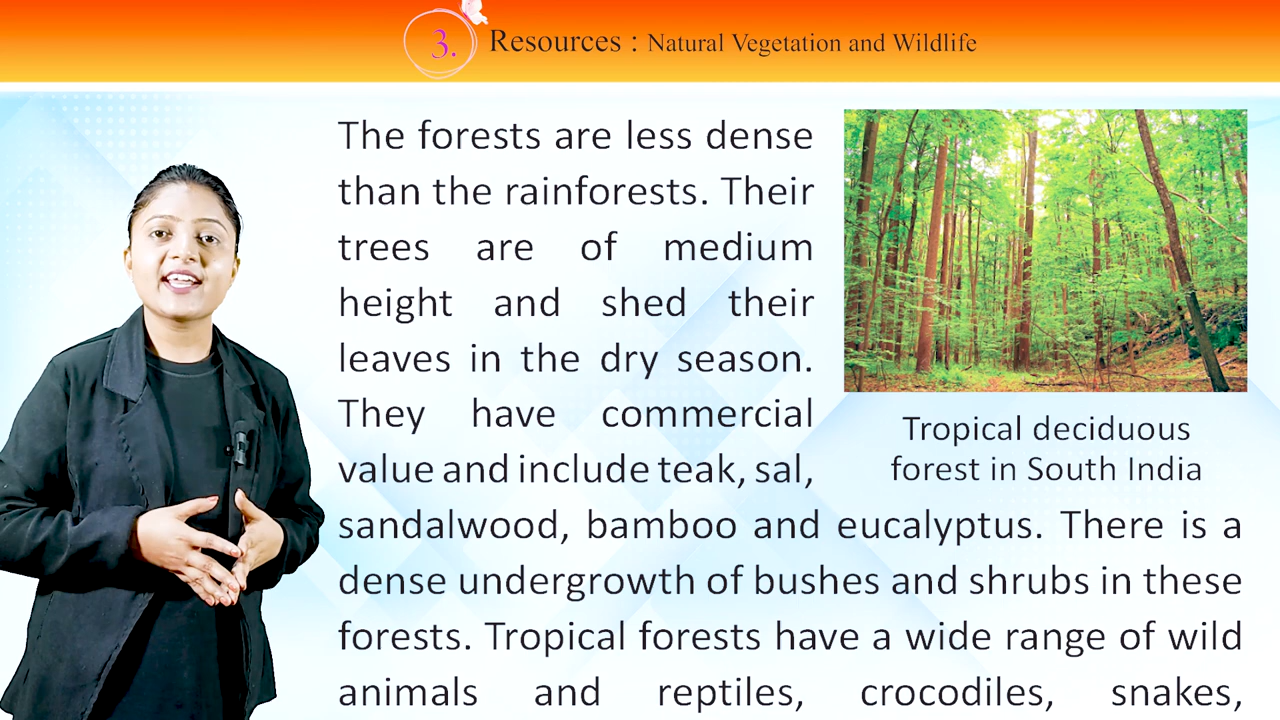 3. Resources : Natural Vegetation and Wildlife
The forests are less dense
than the rainforests. Their
trees are of medium
height and shed their
leaves in the dry season.
They have commercial
value and include teak, sal,
sandalwood, bamboo and eucalyptus. There is a
dense undergrowth of bushes and shrubs in these
forests. Tropical forests have a wide range of wild
animals and reptiles, crocodiles, snakes,
Tropical deciduous
forest in South India